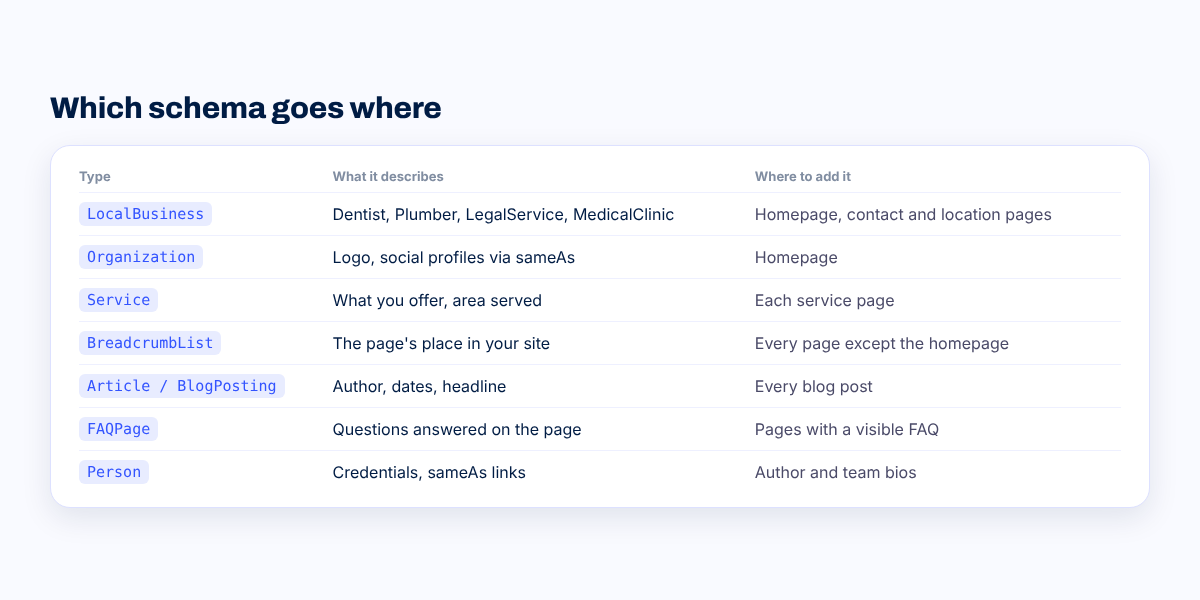 Which schema goes where
Type What it describes Where to add it
LocalBusiness Dentist, Plumber, LegalService, MedicalClinic Homepage, contact and location pages
Organization Logo, social profiles via sameAs Homepage
Service What you offer, area served Each service page
BreadcrumbList The page's place in your site Every page except the homepage
Article / BlogPosting Author, dates, headline Every blog post
FAQPage Questions answered on the page Pages with a visible FAQ
Person Credentials, sameAs links Author and team bios